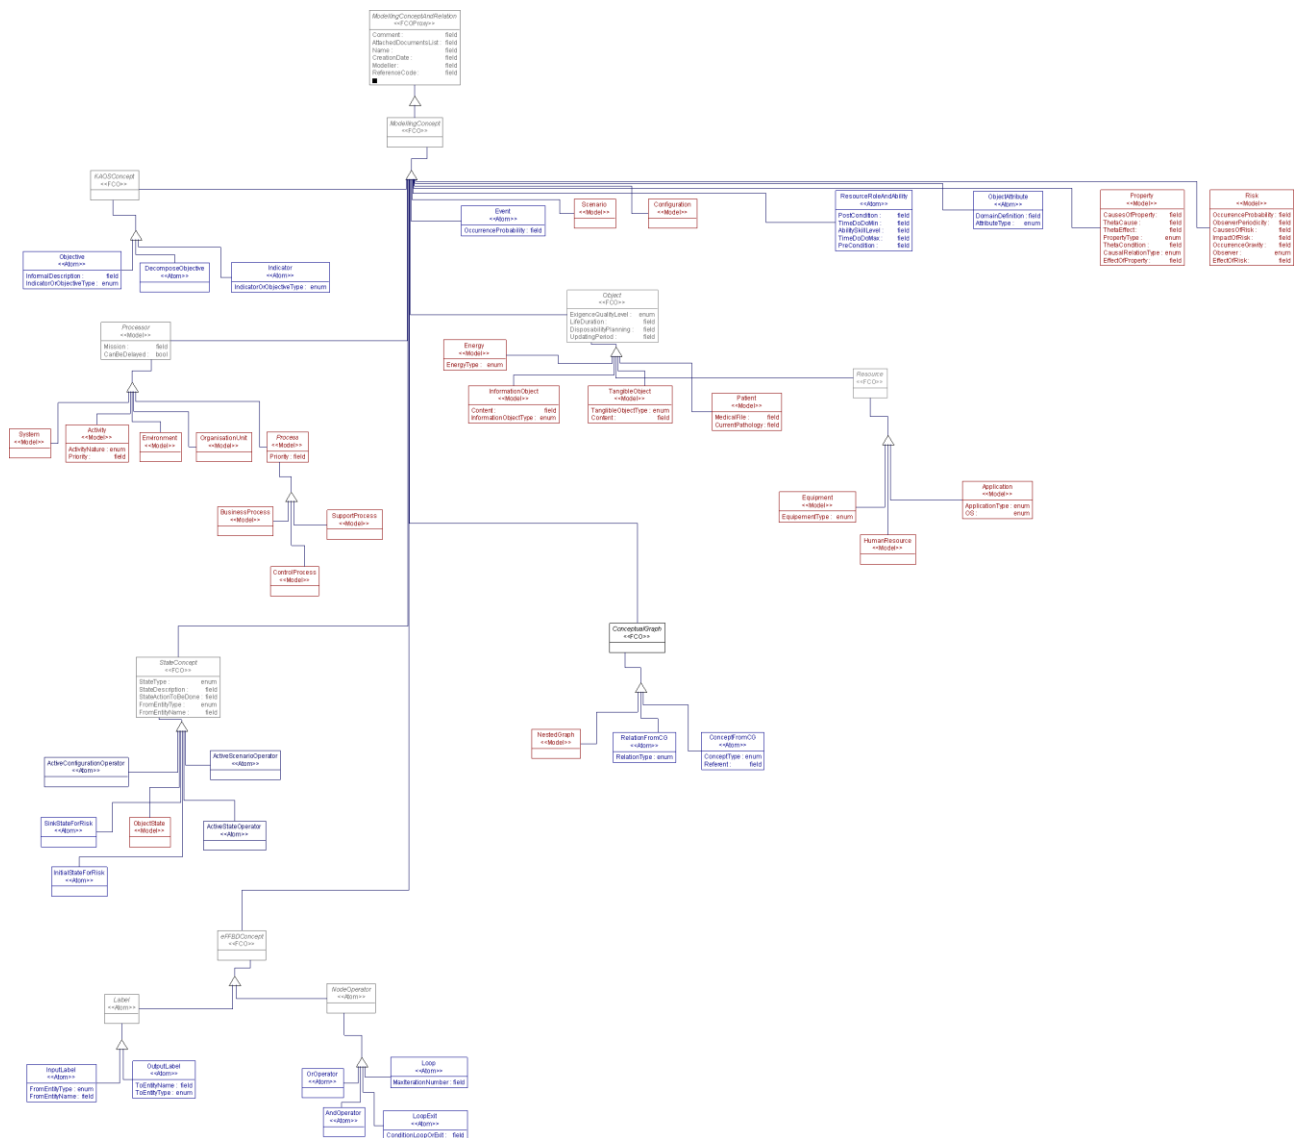 ModellingConceptAndRelation
<<FCOProxy>>
Comment : field
AttachedDocumentsList : field
Name : field
CreationDate : field
Modeller : field
ReferenceCode : field
ModellingConcept
<<FCO>>
KAOSConcept
<<FCO>>
Objective
<<Atom>>
InformalDescription : field
IndicatorOrObjectiveType : enum
DecomposeObjective
<<Atom>>
Indicator
<<Atom>>
IndicatorOrObjectiveType : enum
Event
<<Atom>>
OccurrenceProbability : field
Scenario
<<Model>>
Configuration
<<Model>>
ResourceRoleAndAbility
<<Atom>>
PostCondition : field
TimeDoDoMin : field
AbilitySkillLevel : field
TimeDoDoMax : field
PreCondition : field
ObjectAttribute
<<Atom>>
DomainDefinition : field
AttributeType : enum
Property
<<Model>>
CausesOfProperty : field
ThetaCause : field
ThetaEffect : field
PropertyType : enum
ThetaCondition : field
CausalRelationType : enum
EffectOfProperty : field
Risk
<<Model>>
OccurrenceProbability : field
ObserverPeriodicity : field
CausesOfRisk : field
ImpactOfRisk : field
OccurrenceGravity : field
Observer : enum
EffectOfRisk : field
Processor
<<Model>>
Mission : field
CanBeDelayed : bool
Object
<<FCO>>
ExigenceQualityLevel : enum
LifeDuration : field
DisposabilityPlanning : field
UpdatingPeriod : field
Energy
<<Model>>
EnergyType : enum
InformationObject
<<Model>>
Content : field
InformationObjectType : enum
TangibleObject
<<Model>>
TanglibleObjectType : enum
Content : field
Patient
<<Model>>
MedicalFile : field
CurrentPathology : field
Resource
<<FCO>>
System
<<Model>>
Activity
<<Model>>
ActivityNature : enum
Priority : field
Environment
<<Model>>
OrganisationUnit
<<Model>>
Process
<<Model>>
Priority : field
BusinessProcess
<<Model>>
SupportProcess
<<Model>>
ControlProcess
<<Model>>
Equipment
<<Model>>
EquipementType : enum
Application
<<Model>>
ApplicationType : enum
OS : enum
HumanResource
<<Model>>
ConceptualGraph
<<FCO>>
NestedGraph
<<Model>>
RelationFromCG
<<Atom>>
RelationType : enum
ConceptFromCG
<<Atom>>
ConceptType : enum
Referent : field
StateConcept
<<FCO>>
StateType : enum
StateDescription : field
StateActionToBeDone : field
FromEntityType : enum
FromEntityName : field
ActiveConfigurationOperator
<<Atom>>
ActiveScenarioOperator
<<Atom>>
SinkStateForRisk
<<Atom>>
ObjectState
<<Model>>
ActiveStateOperator
<<Atom>>
InitialStateForRisk
<<Atom>>
eFFBDConcept
<<FCO>>
Label
<<Atom>>
NodeOperator
<<Atom>>
InputLabel
<<Atom>>
FromEntityType : enum
FromEntityName : field
OutputLabel
<<Atom>>
ToEntityName : field
ToEntityType : enum
OrOperator
<<Atom>>
Loop
<<Atom>>
MaxIterationNumber : field
AndOperator
<<Atom>>
LoopExit
<<Atom>>
ConditionLoopOrExit : field